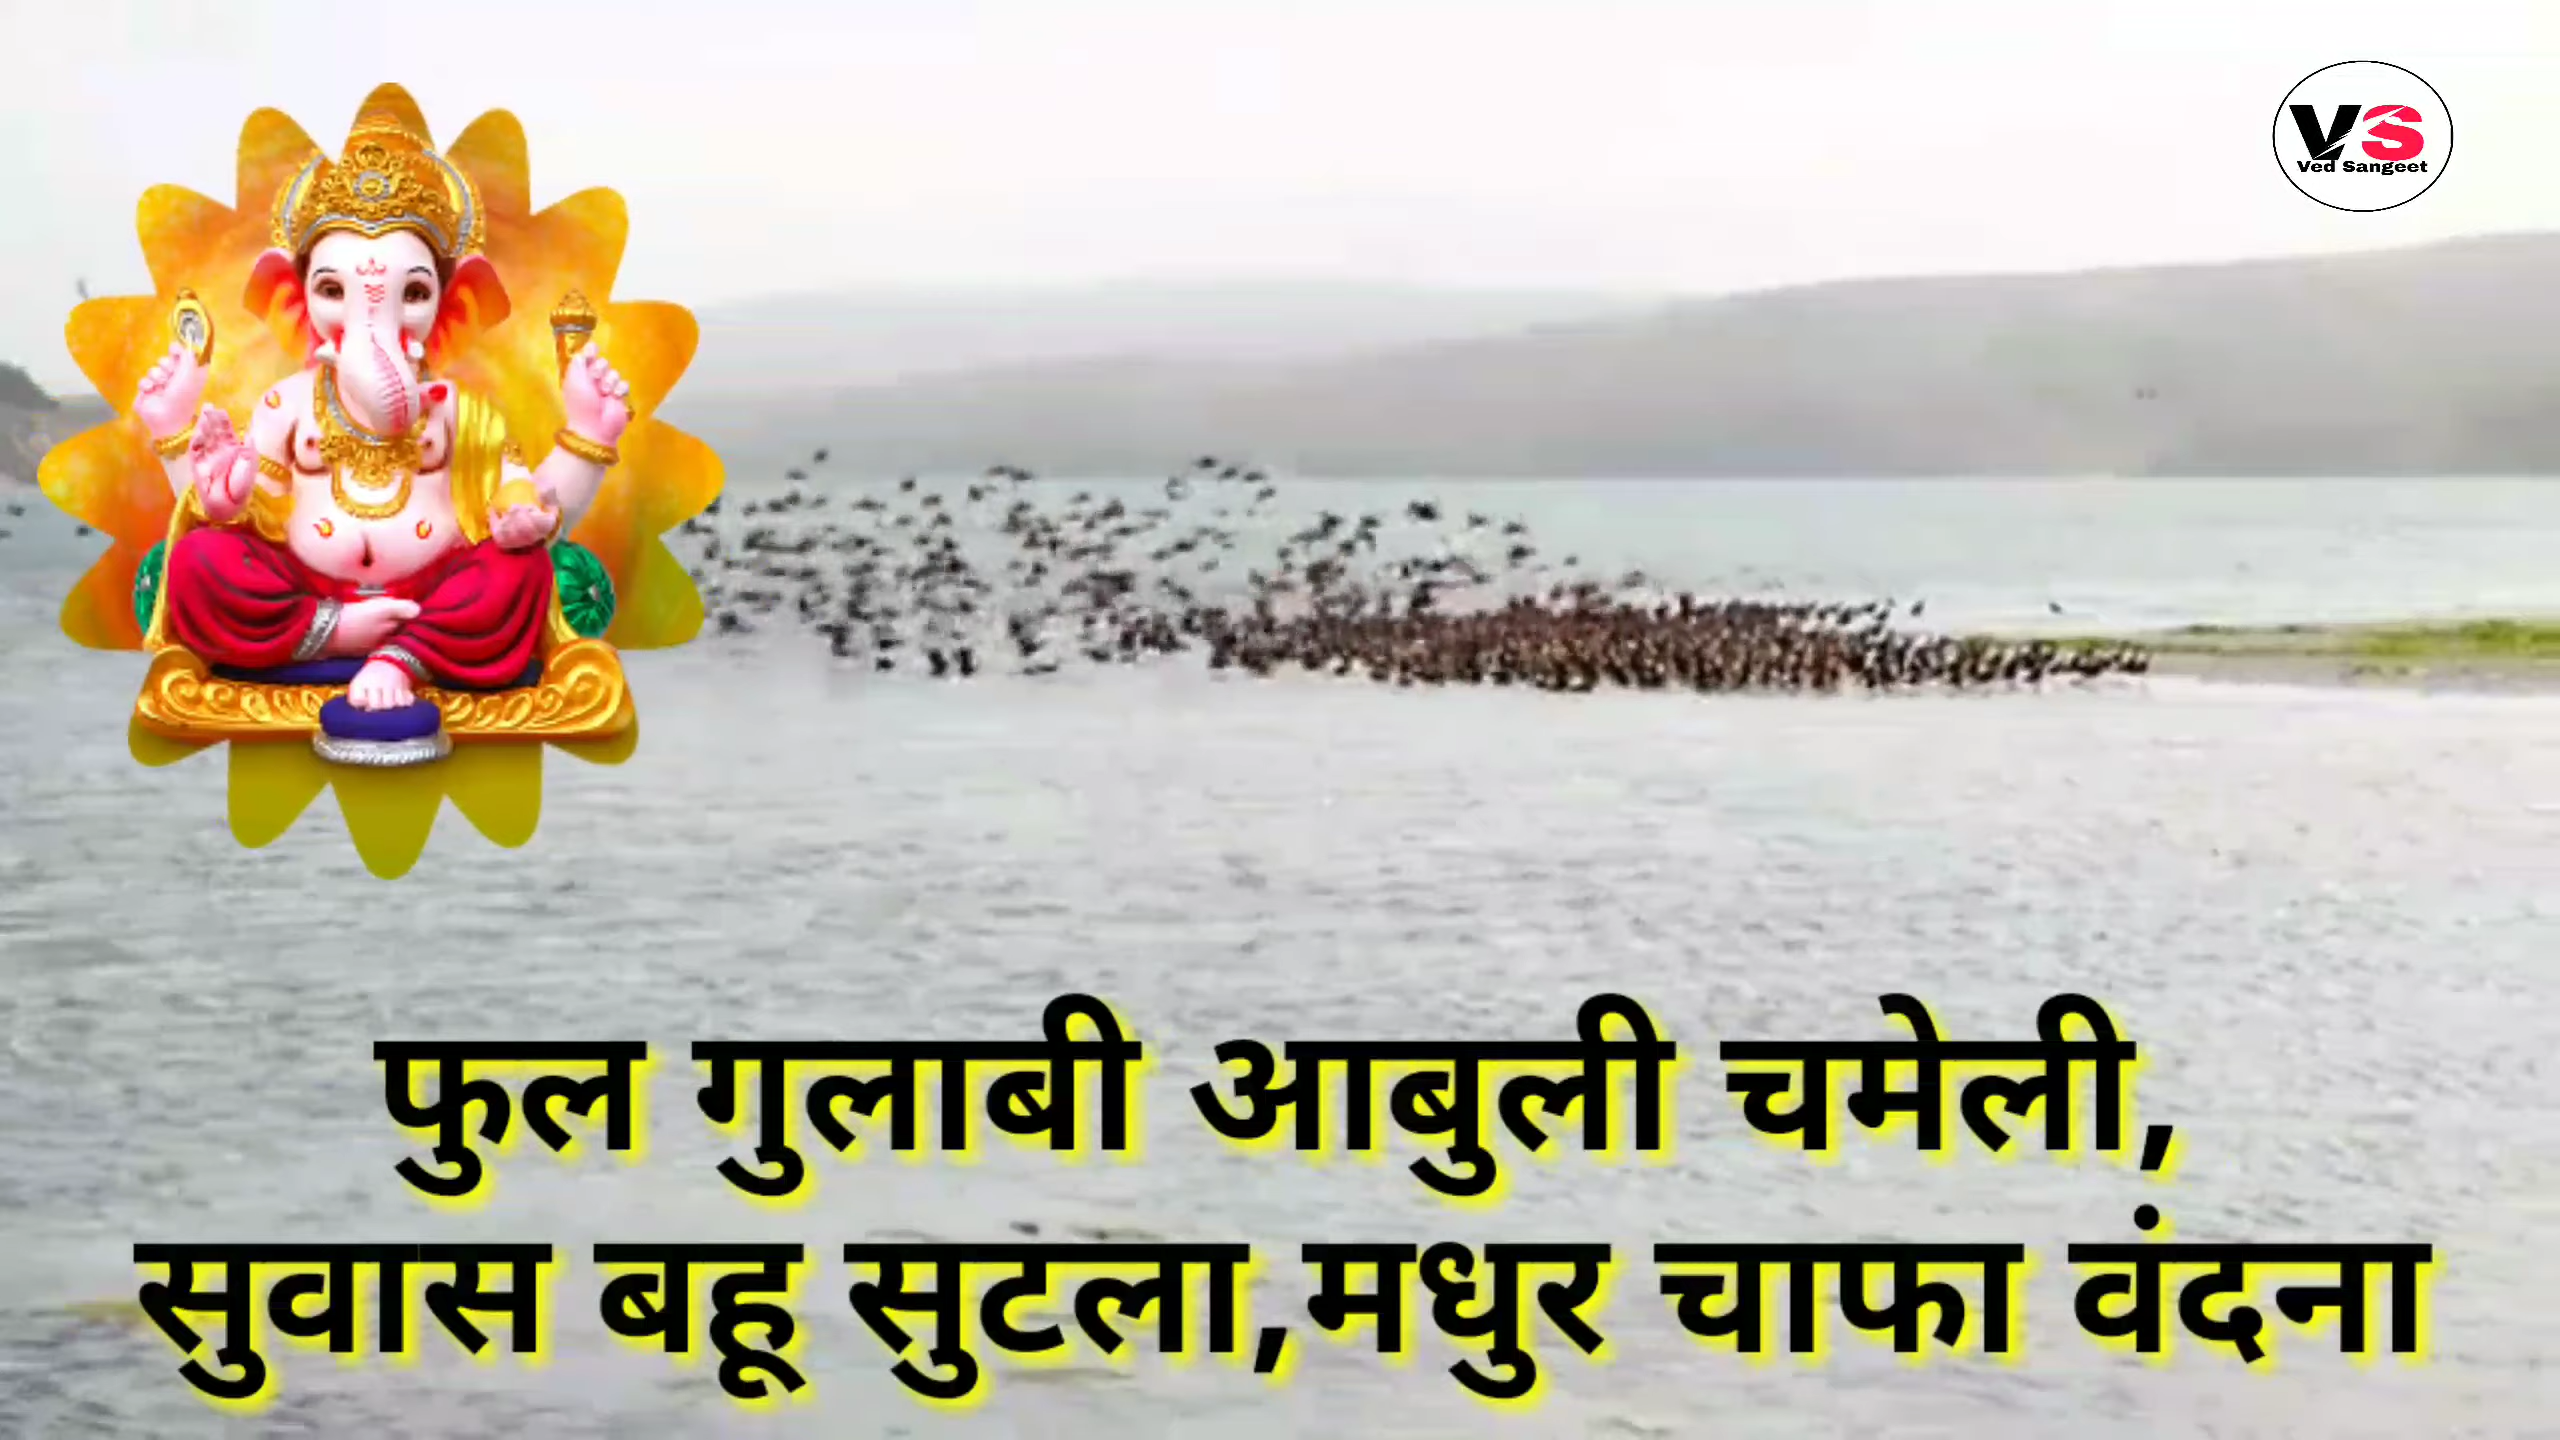 VS
Ved Sangeet
फुल गुलाबी आबुली चमेली,
सुवास बहू सुटला,मधुर चाफा वंदना